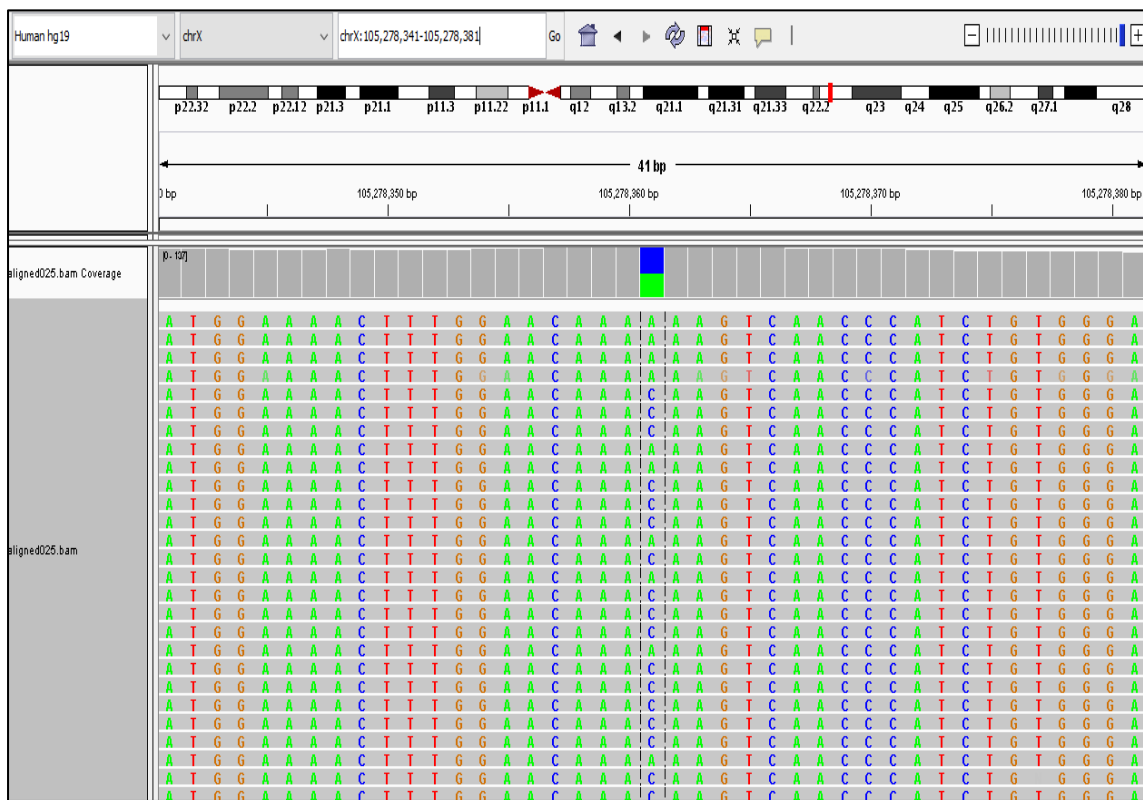 Human hg19 chrX chrX:105,278,341-105,278,381 Go
p22.32 p22.2 p22.12 p21.3 p21.1 p11.3 p11.22 p11.1 q12 q13.2 q21.1 q21.31 q21.33 q22.2 q23 q24 q25 q26.2 q27.1 q28
41 bp
0 bp 105,278,350 bp 105,278,360 bp 105,278,370 bp 105,278,380 bp
[0 - 137]
aligned025.bam Coverage
A T G G A A A A C T T T G G A A C A A A A A A G T C A A C C C A T C T G T G G G A
A T G G A A A A C T T T G G A A C A A A A A A G T C A A C C C A T C T G T G G G A
A T G G A A A A C T T T G G A A C A A A A A A G T C A A C C C A T C T G T G G G A
A T G G A A A A C T T T G G A A C A A A A A A G T C A A C C C A T C T G T G G G A
A T G G A A A A C T T T G G A A C A A A C A A G T C A A C C C A T C T G T G G G A
A T G G A A A A C T T T G G A A C A A A C A A G T C A A C C C A T C T G T G G G A
A T G G A A A A C T T T G G A A C A A A C A A G T C A A C C C A T C T G T G G G A
A T G G A A A A C T T T G G A A C A A A A A A G T C A A C C C A T C T G T G G G A
A T G G A A A A C T T T G G A A C A A A A A A G T C A A C C C A T C T G T G G G A
A T G G A A A A C T T T G G A A C A A A C A A G T C A A C C C A T C T G T G G G A
A T G G A A A A C T T T G G A A C A A A C A A G T C A A C C C A T C T G T G G G A
A T G G A A A A C T T T G G A A C A A A C A A G T C A A C C C A T C T G T G G G A
A T G G A A A A C T T T G G A A C A A A A A A G T C A A C C C A T C T G T G G G A
aligned025.bam
A T G G A A A A C T T T G G A A C A A A C A A G T C A A C C C A T C T G T G G G A
A T G G A A A A C T T T G G A A C A A A A A A G T C A A C C C A T C T G T G G G A
A T G G A A A A C T T T G G A A C A A A C A A G T C A A C C C A T C T G T G G G A
A T G G A A A A C T T T G G A A C A A A C A A G T C A A C C C A T C T G T G G G A
A T G G A A A A C T T T G G A A C A A A C A A G T C A A C C C A T C T G T G G G A
A T G G A A A A C T T T G G A A C A A A A A A G T C A A C C C A T C T G T G G G A
A T G G A A A A C T T T G G A A C A A A C A A G T C A A C C C A T C T G T G G G A
A T G G A A A A C T T T G G A A C A A A C A A G T C A A C C C A T C T G T G G G A
A T G G A A A A C T T T G G A A C A A A C A A G T C A A C C C A T C T G T G G G A
A T G G A A A A C T T T G G A A C A A A C A A G T C A A C C C A T C T G T G G G A
A T G G A A A A C T T T G G A A C A A A C A A G T C A A C C C A T C T G T G G G A
A T G G A A A A C T T T G G A A C A A A A A A G T C A A C C C A T C T G T G G G A
A T G G A A A A C T T T G G A A C A A A C A A G T C A A C C C A T C T G G G G A
A T G G A A A A C T T T G G A A C A A A C A A G T C A A C C C A T C T G T G G G A